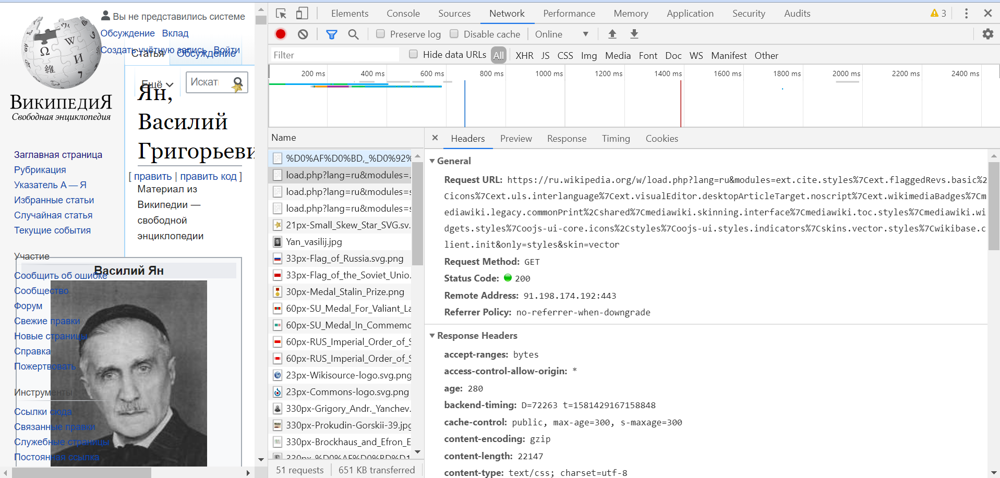 Вы не представились системе
Обсуждение Вклад
Создать учётную запись Войти
Статья Обсуждение
Ещё
Искать
ВикипедиЯ
Свободная энциклопедия
Ян,
Василий
Григорьеви
[ править | править код ]
Материал из
Википедии —
свободной
энциклопедии
Заглавная страница
Рубрикация
Указатель А — Я
Избранные статьи
Случайная статья
Текущие события
Участие
Сообщить об ошибке
Сообщество
Форум
Свежие правки
Новые страницы
Справка
Пожертвовать
Инструменты
Ссылки сюда
Связанные правки
Служебные страницы
Постоянная ссылка
Василий Ян
Elements Console Sources Network Performance Memory Application Security Audits 3
Preserve log Disable cache Online
Filter Hide data URLs All XHR JS CSS Img Media Font Doc WS Manifest Other
200 ms 400 ms 600 ms 800 ms 1000 ms 1200 ms 1400 ms 1600 ms 1800 ms 2000 ms 2200 ms 2400 ms
Name
%D0%AF%D0%BD,_%D0%92%
load.php?lang=ru&modules=.
load.php?lang=ru&modules=s
load.php?lang=ru&modules=s
21px-Small_Skew_Star_SVG.sv.
Yan_vasilij.jpg
33px-Flag_of_Russia.svg.png
33px-Flag_of_the_Soviet_Unio.
30px-Medal_Stalin_Prize.png
60px-SU_Medal_For_Valiant_La
60px-SU_Medal_In_Commemo
60px-RUS_Imperial_Order_of_S
60px-RUS_Imperial_Order_of_S
23px-Wikisource-logo.svg.png
23px-Commons-logo.svg.png
330px-Grigory_Andr._Yanchev.
330px-Prokudin-Gorskii-39.jpg
330px-Brockhaus_and_Efron_E
330px-%D0%AF%D0%BD%D1
51 requests 651 KB transferred
Headers Preview Response Timing Cookies
General
Request URL: https://ru.wikipedia.org/w/load.php?lang=ru&modules=ext.cite.styles%7Cext.flaggedRevs.basic%2
Cicons%7Cext.uls.interlanguage%7Cext.visualEditor.desktopArticleTarget.noscript%7Cext.wikimediaBadges%7Cm
ediawiki.legacy.commonPrint%2Cshared%7Cmediawiki.skinning.interface%7Cmediawiki.toc.styles%7Cmediawiki.wi
dgets.styles%7Coojs-ui-core.icons%2Cstyles%7Coojs-ui.styles.indicators%7Cskins.vector.styles%7Cwikibase.c
lient.init&only=styles&skin=vector
Request Method: GET
Status Code: 200
Remote Address: 91.198.174.192:443
Referrer Policy: no-referrer-when-downgrade
Response Headers
accept-ranges: bytes
access-control-allow-origin: *
age: 280
backend-timing: D=72263 t=1581429167158848
cache-control: public, max-age=300, s-maxage=300
content-encoding: gzip
content-length: 22147
content-type: text/css; charset=utf-8